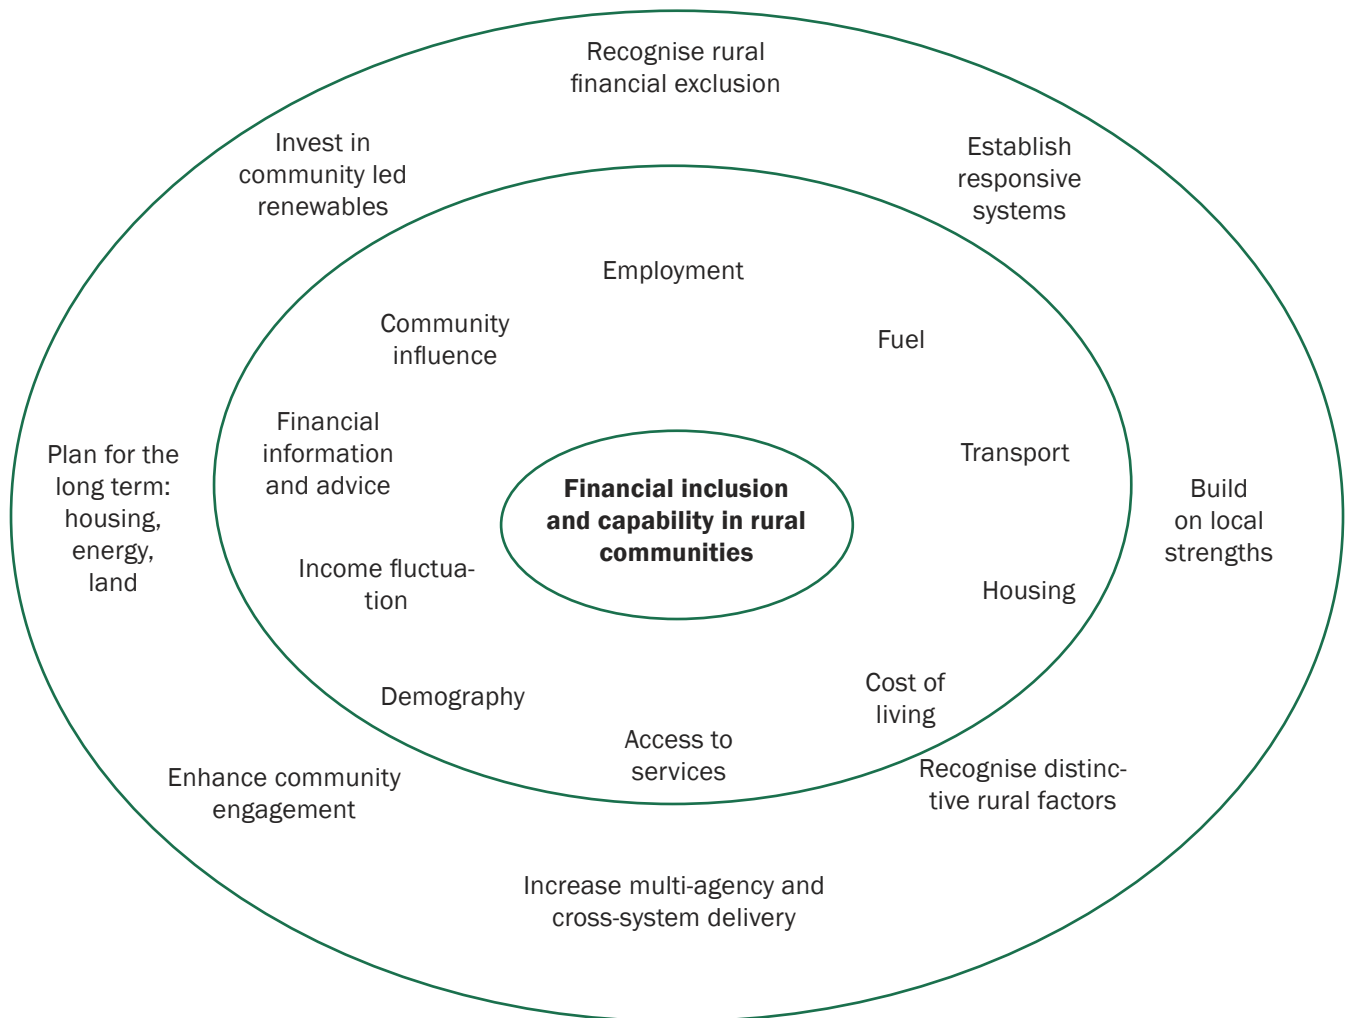 Recognise rural
financial exclusion
Invest in
community led
renewables
Establish
responsive
systems
Employment
Community
influence
Fuel
Financial
information
and advice
Transport
Plan for the
long term:
housing,
energy,
land
Financial inclusion
and capability in rural
communities
Build
on local
strengths
Income fluctua-
tion
Housing
Demography
Cost of
living
Access to
services
Enhance community
engagement
Recognise distinc-
tive rural factors
Increase multi-agency and
cross-system delivery